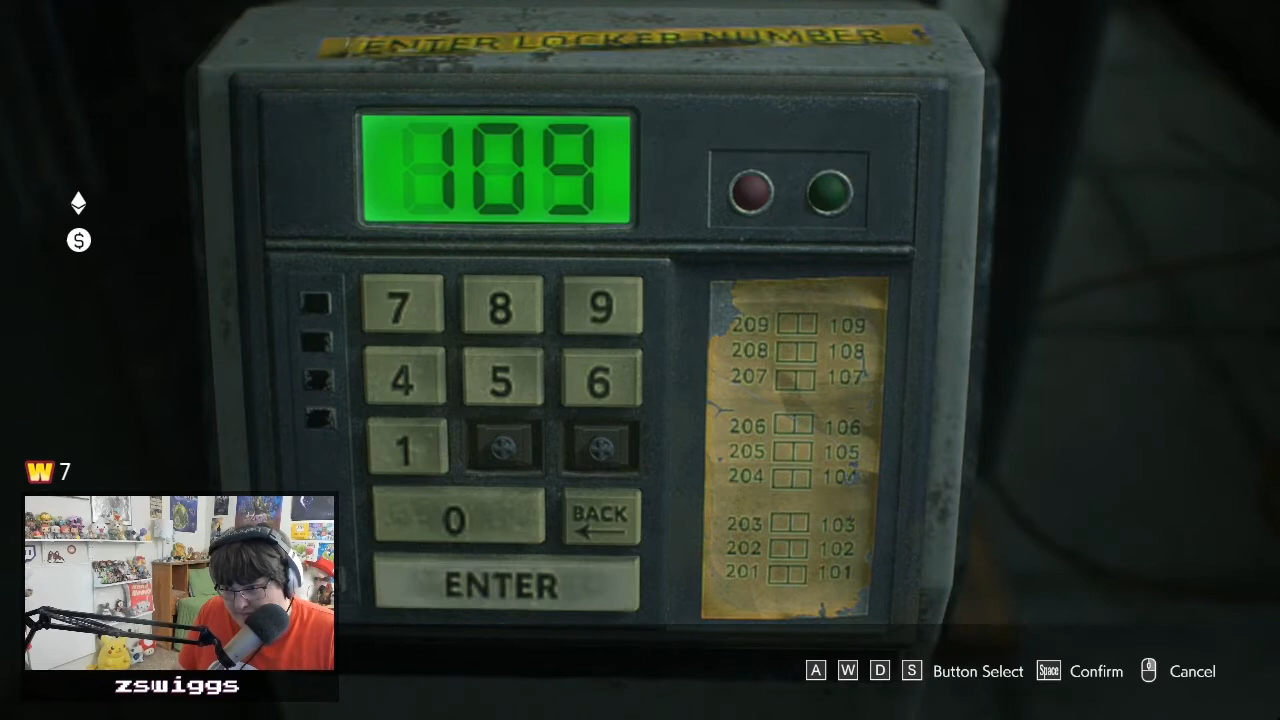 ENTER LOCKER NUMBER
109
7 8 9
4 5 6
1
0 BACK
ENTER
209 109
208 108
207 107
206 106
205 105
204 104
203 103
202 102
201 101
$
W 7
zswiggs
A W D S Button Select Space Confirm Cancel